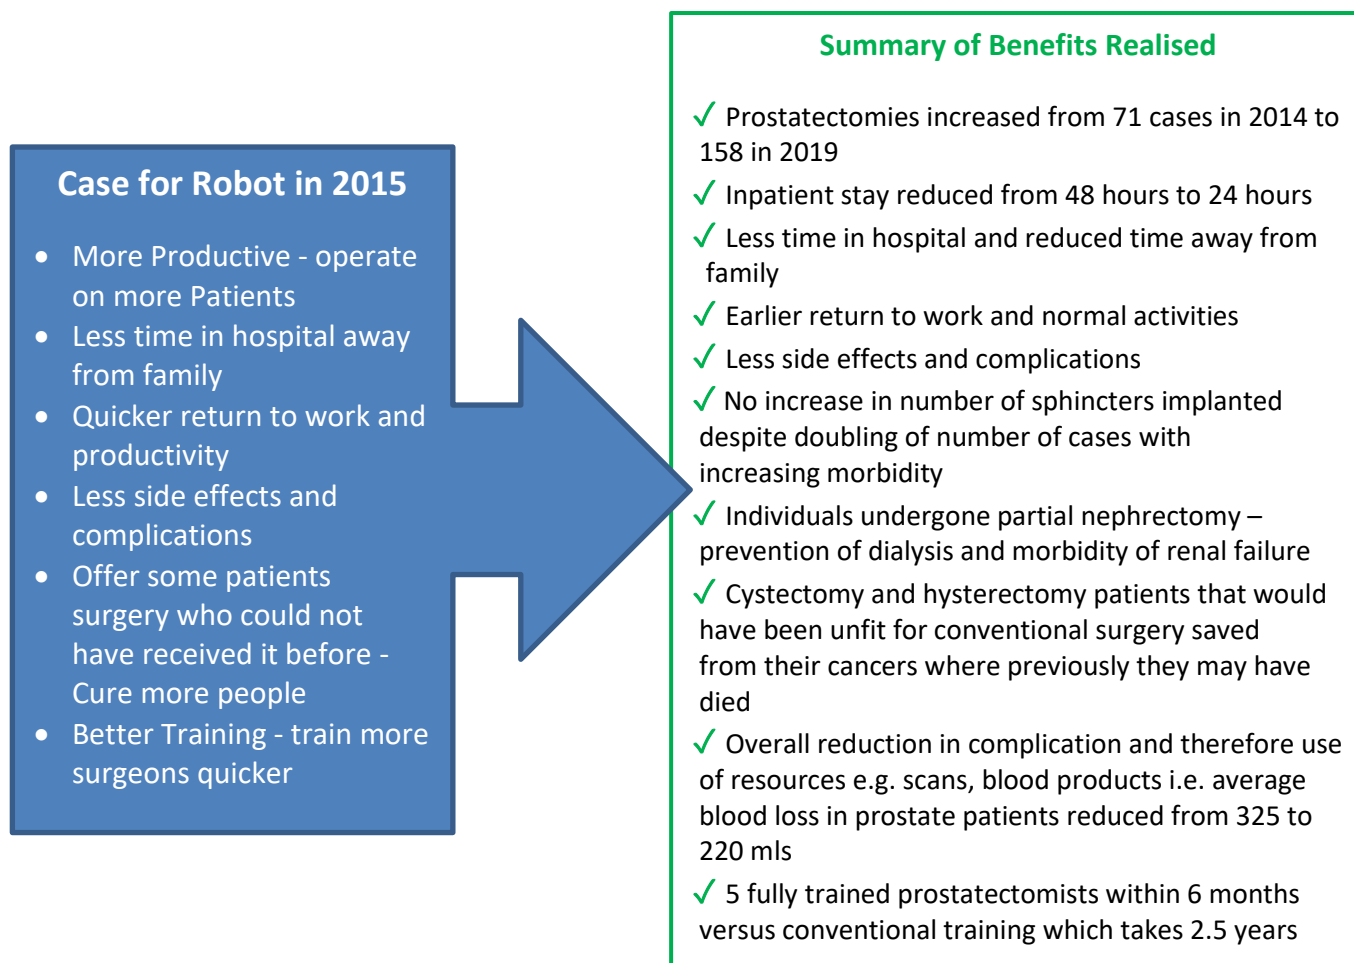 Case for Robot in 2015
• More Productive - operate
on more Patients
• Less time in hospital away
from family
• Quicker return to work and
productivity
• Less side effects and
complications
• Offer some patients
surgery who could not
have received it before -
Cure more people
• Better Training - train more
surgeons quicker
Summary of Benefits Realised
✓ Prostatectomies increased from 71 cases in 2014 to
158 in 2019
✓ Inpatient stay reduced from 48 hours to 24 hours
✓ Less time in hospital and reduced time away from
family
✓ Earlier return to work and normal activities
✓ Less side effects and complications
✓ No increase in number of sphincters implanted
despite doubling of number of cases with
increasing morbidity
✓ Individuals undergone partial nephrectomy –
prevention of dialysis and morbidity of renal failure
✓ Cystectomy and hysterectomy patients that would
have been unfit for conventional surgery saved
from their cancers where previously they may have
died
✓ Overall reduction in complication and therefore use
of resources e.g. scans, blood products i.e. average
blood loss in prostate patients reduced from 325 to
220 mls
✓ 5 fully trained prostatectomists within 6 months
versus conventional training which takes 2.5 years